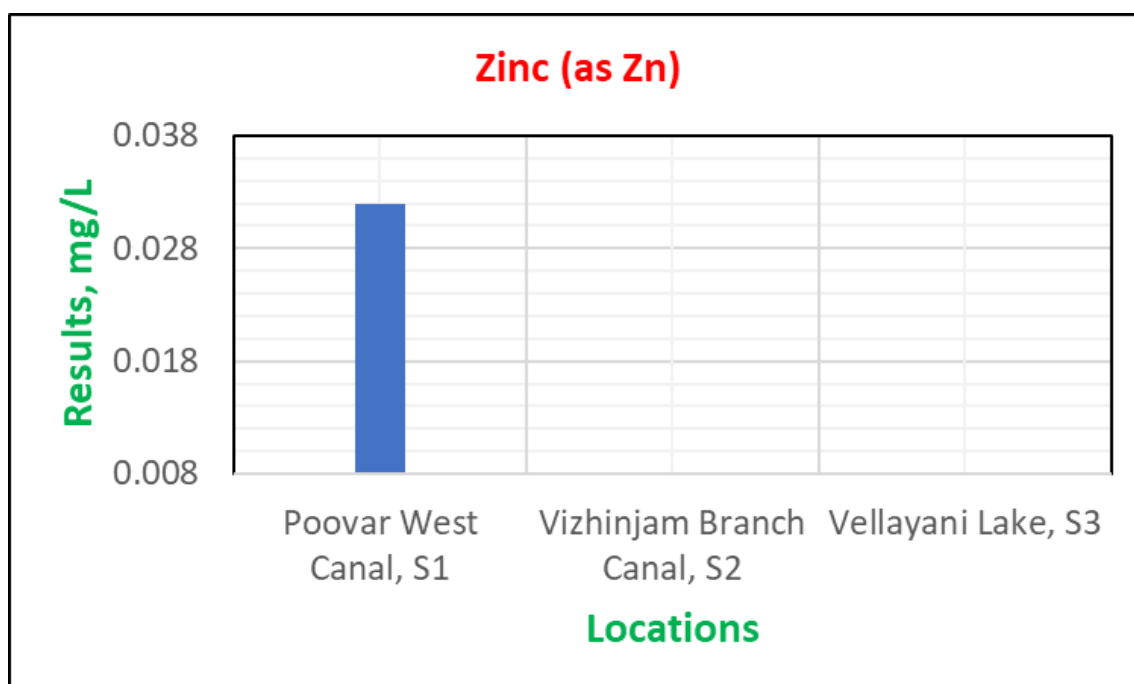 Zinc (as Zn)
Results, mg/L
0.038
0.028
0.018
0.008
Poovar West
Canal, S1
Vizhinjam Branch
Canal, S2
Vellayani Lake, S3
Locations